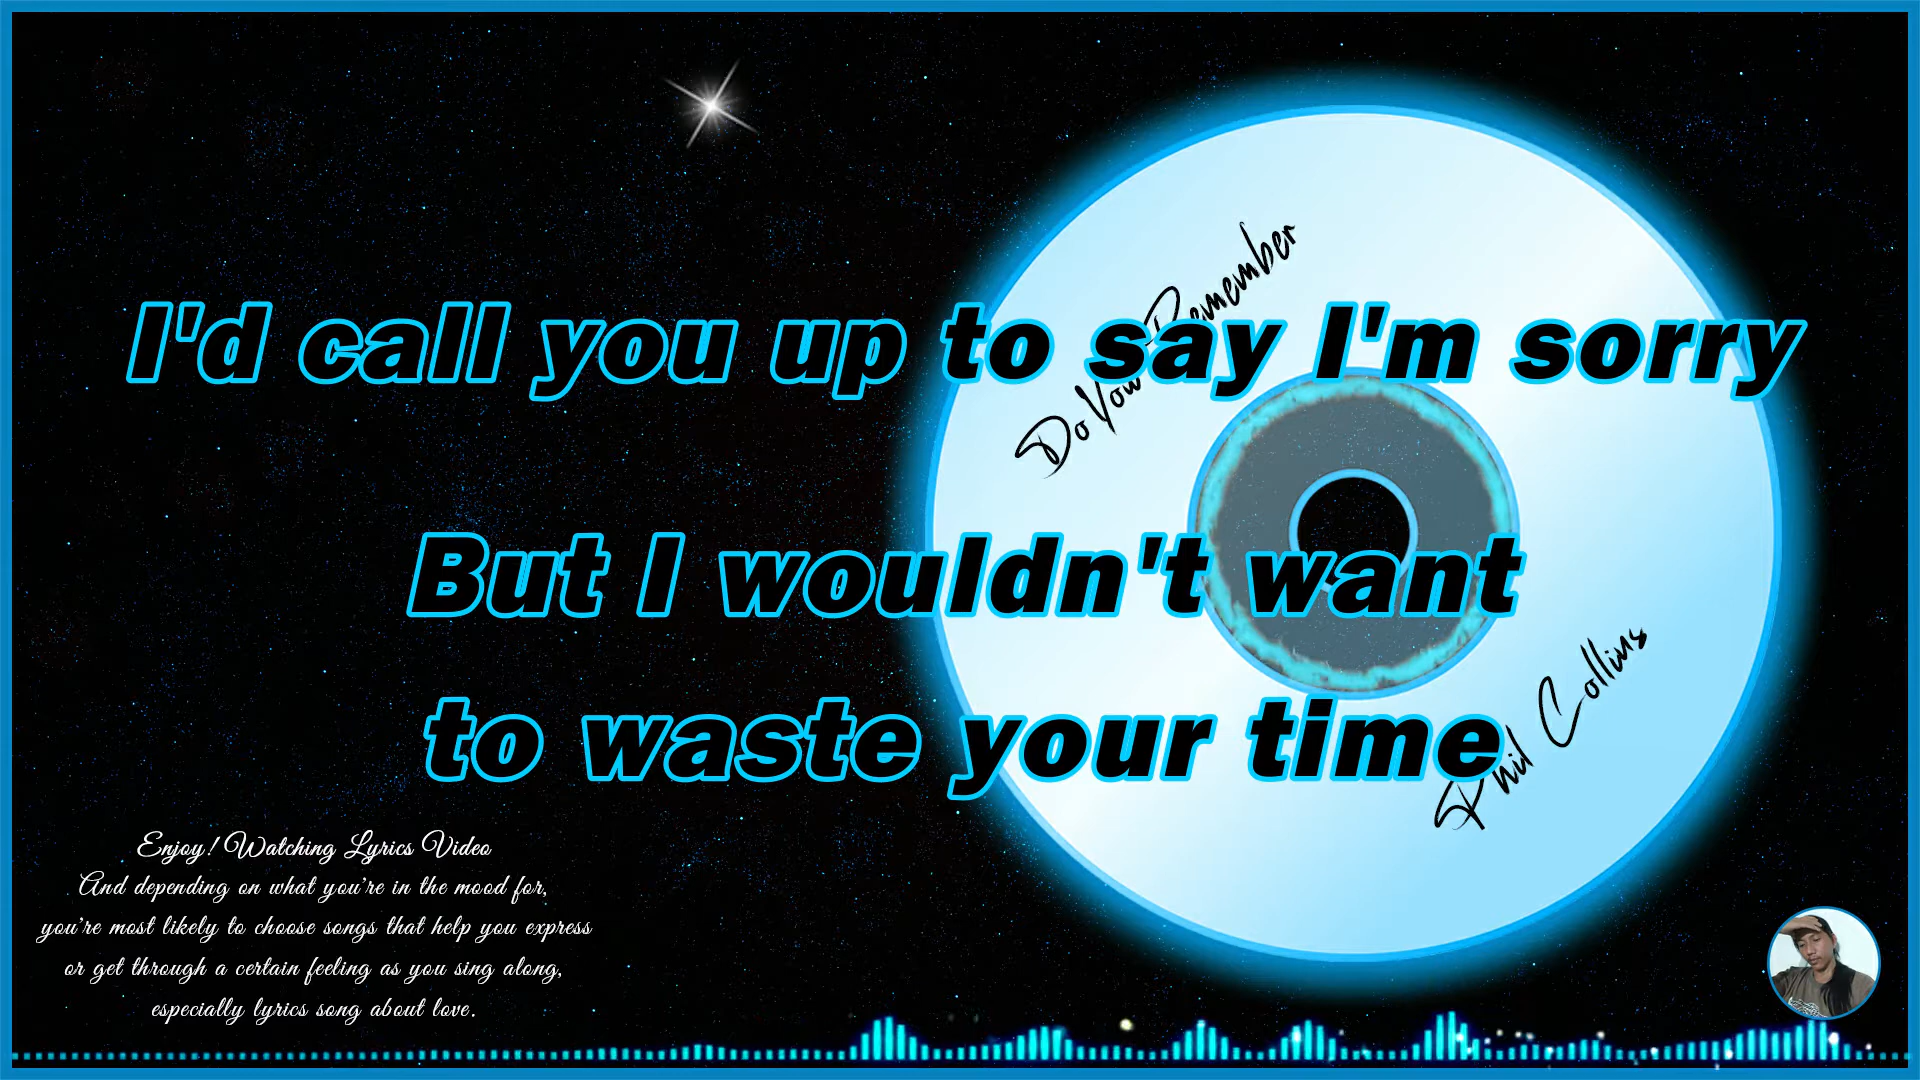 Do You Remember
I'd call you up to say I'm sorry
But I wouldn't want
to waste your time
Phil Collins
Enjoy! Watching Lyrics Video
And depending on what you're in the mood for,
you're most likely to choose songs that help you express
or get through a certain feeling as you sing along,
especially lyrics song about love.